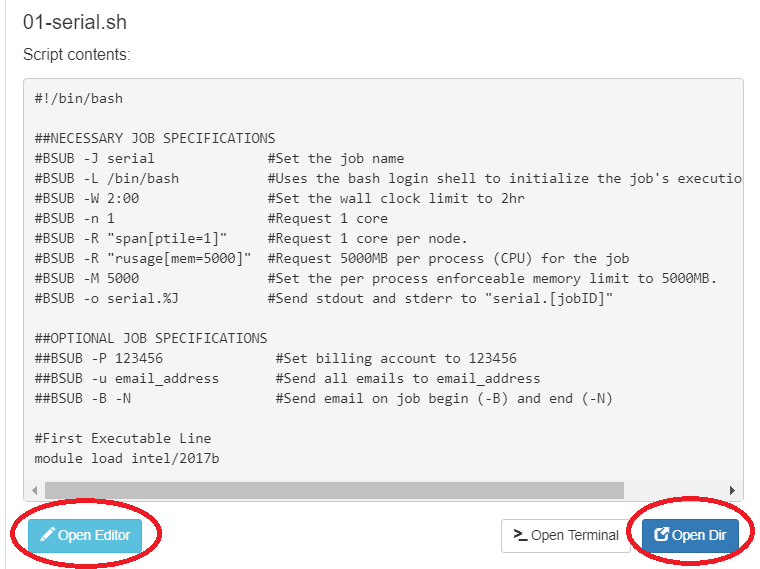 01-serial.sh
Script contents:
#!/bin/bash
##NECESSARY JOB SPECIFICATIONS
#BSUB -J serial #Set the job name
#BSUB -L /bin/bash #Uses the bash login shell to initialize the job's executio
#BSUB -W 2:00 #Set the wall clock limit to 2hr
#BSUB -n 1 #Request 1 core
#BSUB -R "span[ptile=1]" #Request 1 core per node.
#BSUB -R "rusage[mem=5000]" #Request 5000MB per process (CPU) for the job
#BSUB -M 5000 #Set the per process enforceable memory limit to 5000MB.
#BSUB -o serial.%J #Send stdout and stderr to "serial.[jobID]"
##OPTIONAL JOB SPECIFICATIONS
##BSUB -P 123456 #Set billing account to 123456
##BSUB -u email_address #Send all emails to email_address
##BSUB -B -N #Send email on job begin (-B) and end (-N)
#First Executable Line
module load intel/2017b
Open Editor >_ Open Terminal Open Dir